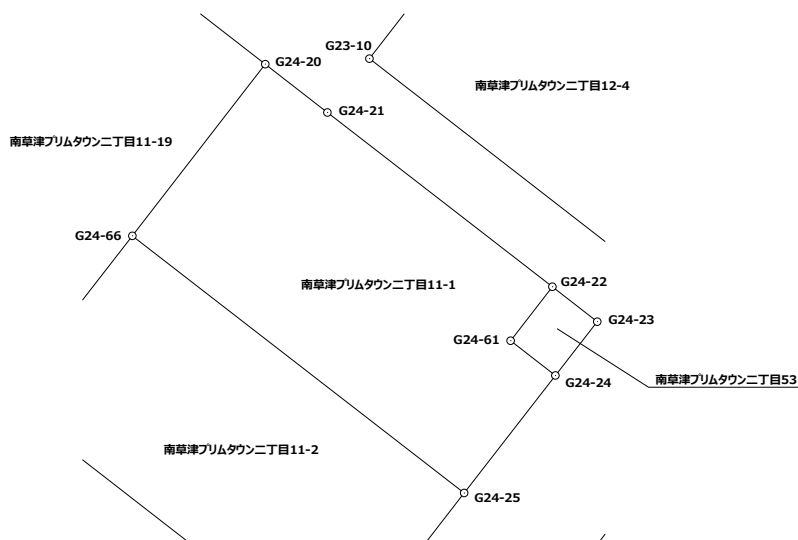 G23-10
G24-20
南草津プリムタウン二丁目12-4
G24-21
南草津プリムタウン二丁目11-19
G24-66
南草津プリムタウン二丁目11-1
G24-22
G24-23
G24-61
南草津プリムタウン二丁目53
G24-24
南草津プリムタウン二丁目11-2
G24-25